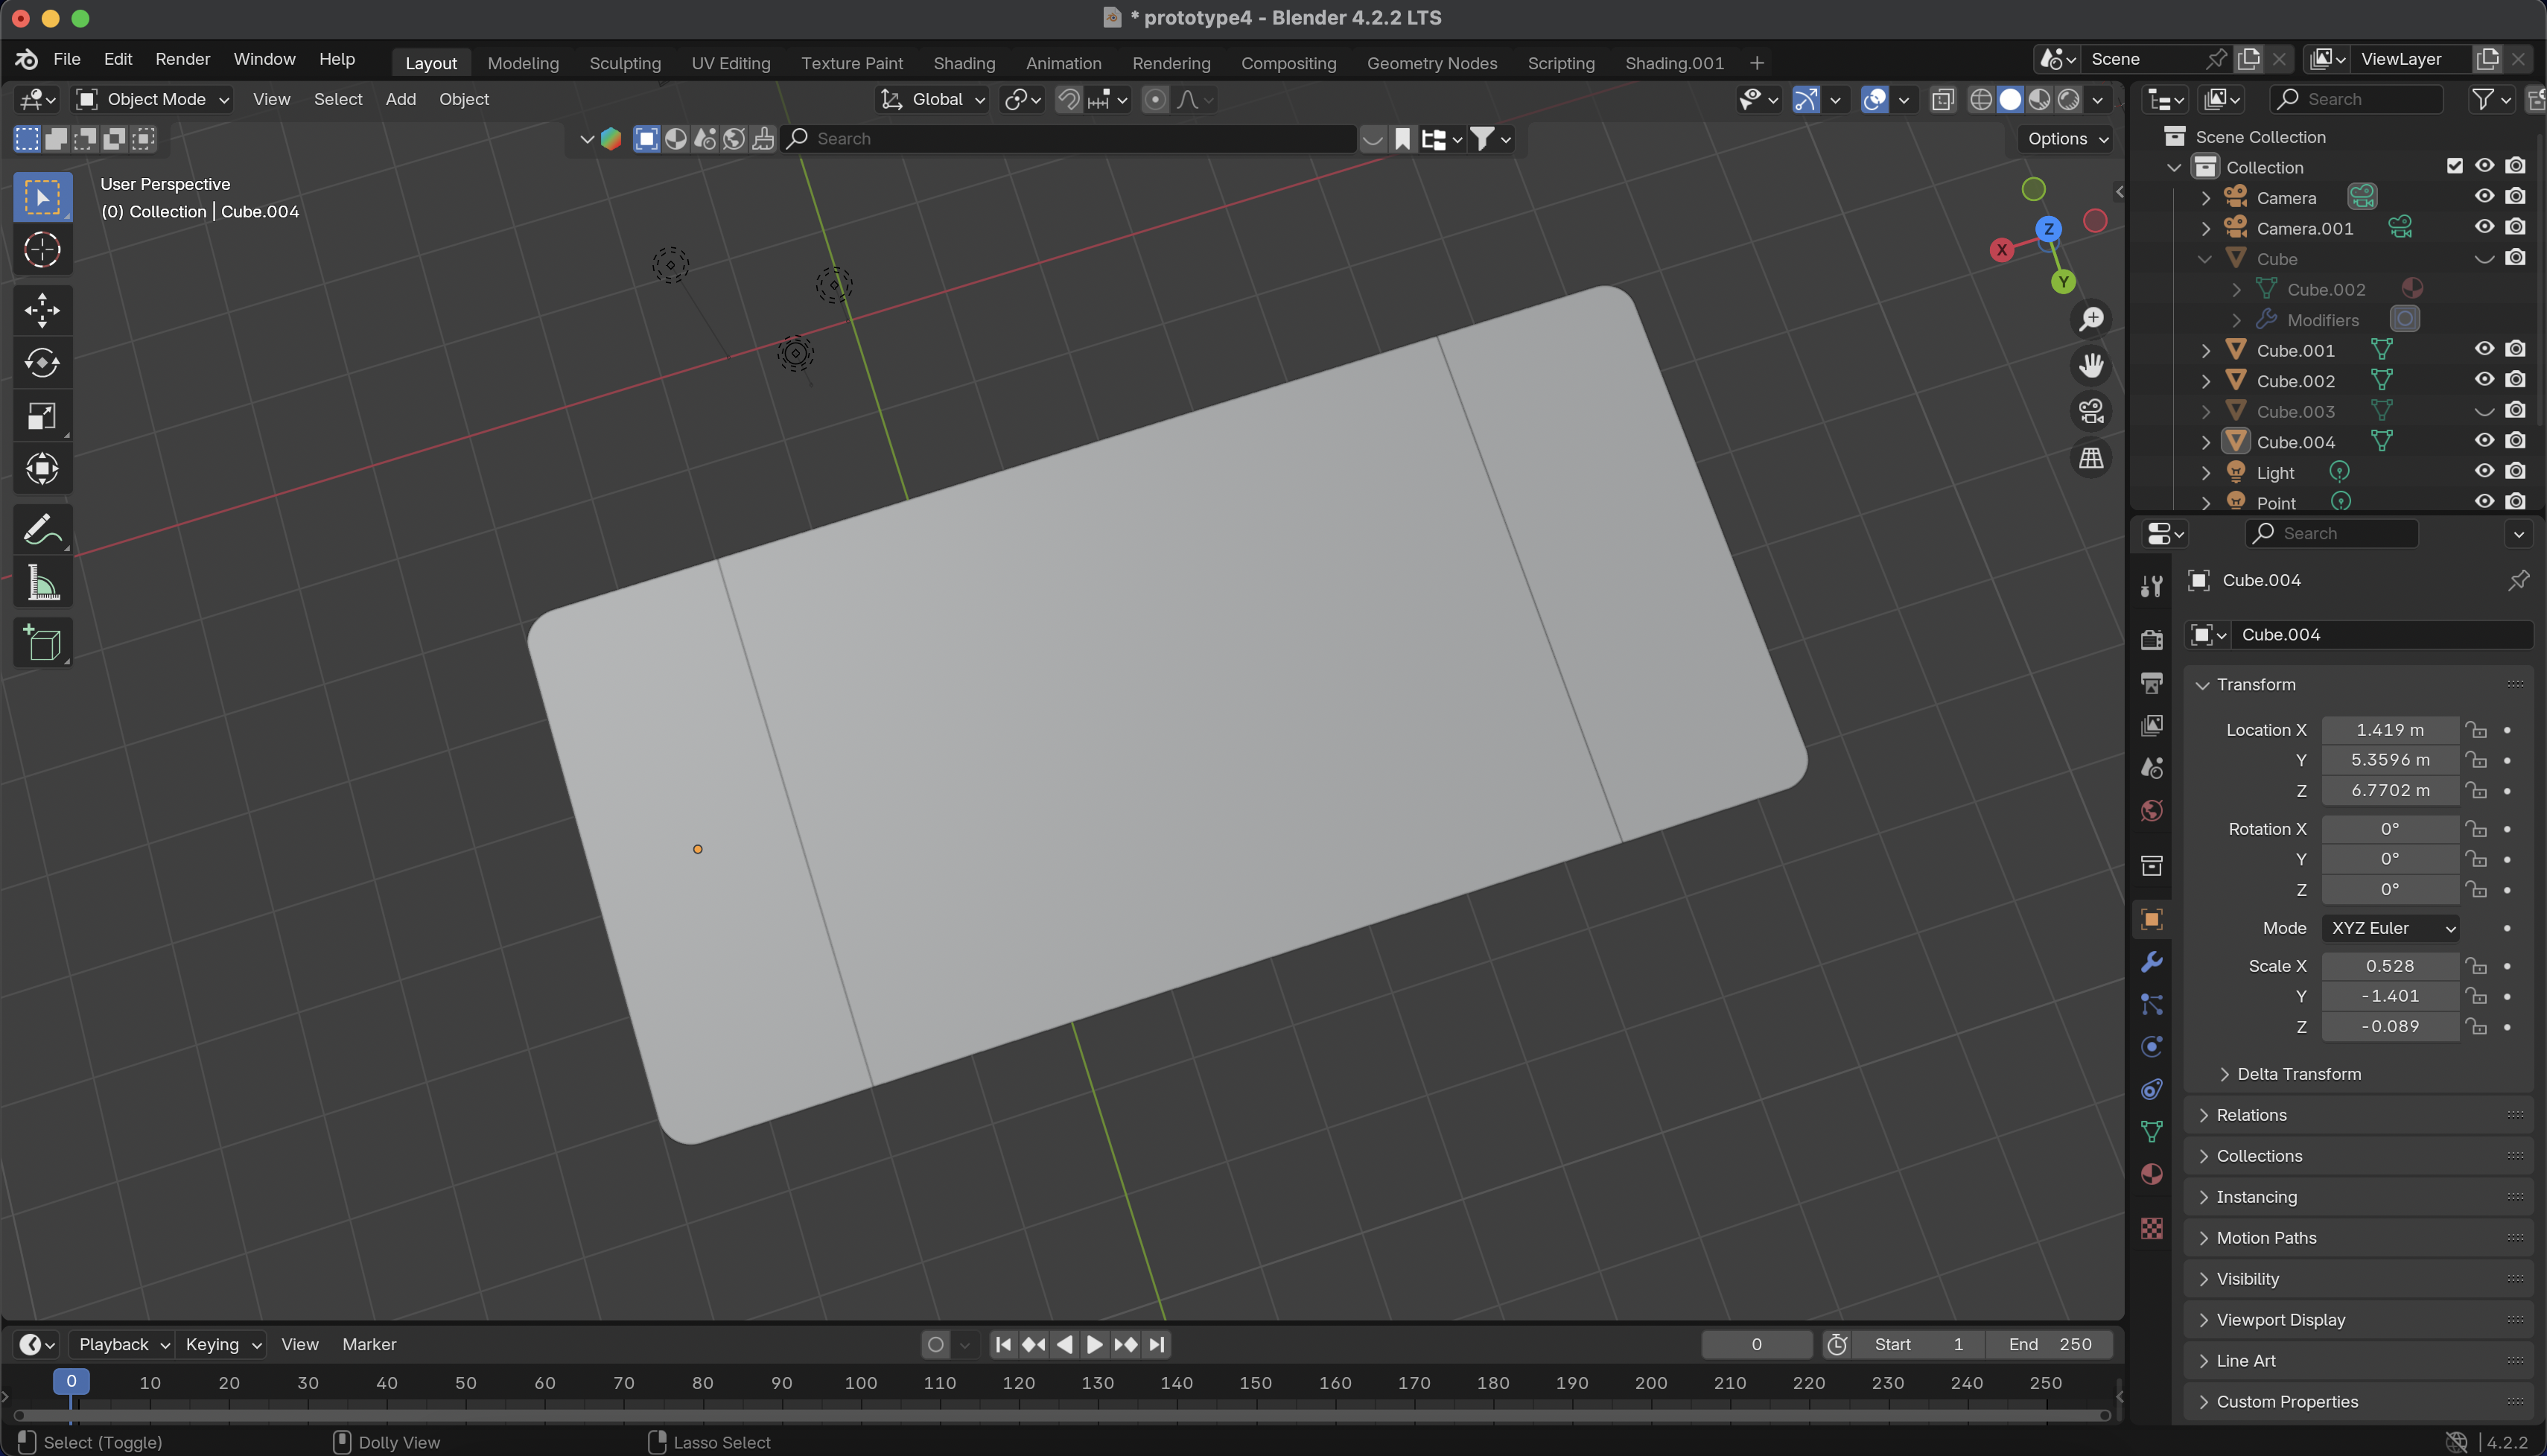 * prototype4 - Blender 4.2.2 LTS
File Edit Render Window Help Layout Modeling Sculpting UV Editing Texture Paint Shading Animation Rendering Compositing Geometry Nodes Scripting Shading.001 + Scene ViewLayer
Object Mode View Select Add Object Global Search
Search Options
User Perspective
(0) Collection | Cube.004
Z
X
Y
Scene Collection
Collection
Camera
Camera.001
Cube
Cube.002
Modifiers
Cube.001
Cube.002
Cube.003
Cube.004
Light
Point
Search
Cube.004
Cube.004
Transform
Location X 1.419 m
Y 5.3596 m
Z 6.7702 m
Rotation X 0°
Y 0°
Z 0°
Mode XYZ Euler
Scale X 0.528
Y -1.401
Z -0.089
Delta Transform
Relations
Collections
Instancing
Motion Paths
Visibility
Viewport Display
Line Art
Custom Properties
Playback Keying View Marker 0 Start 1 End 250
0 10 20 30 40 50 60 70 80 90 100 110 120 130 140 150 160 170 180 190 200 210 220 230 240 250
Select (Toggle) Dolly View Lasso Select 4.2.2